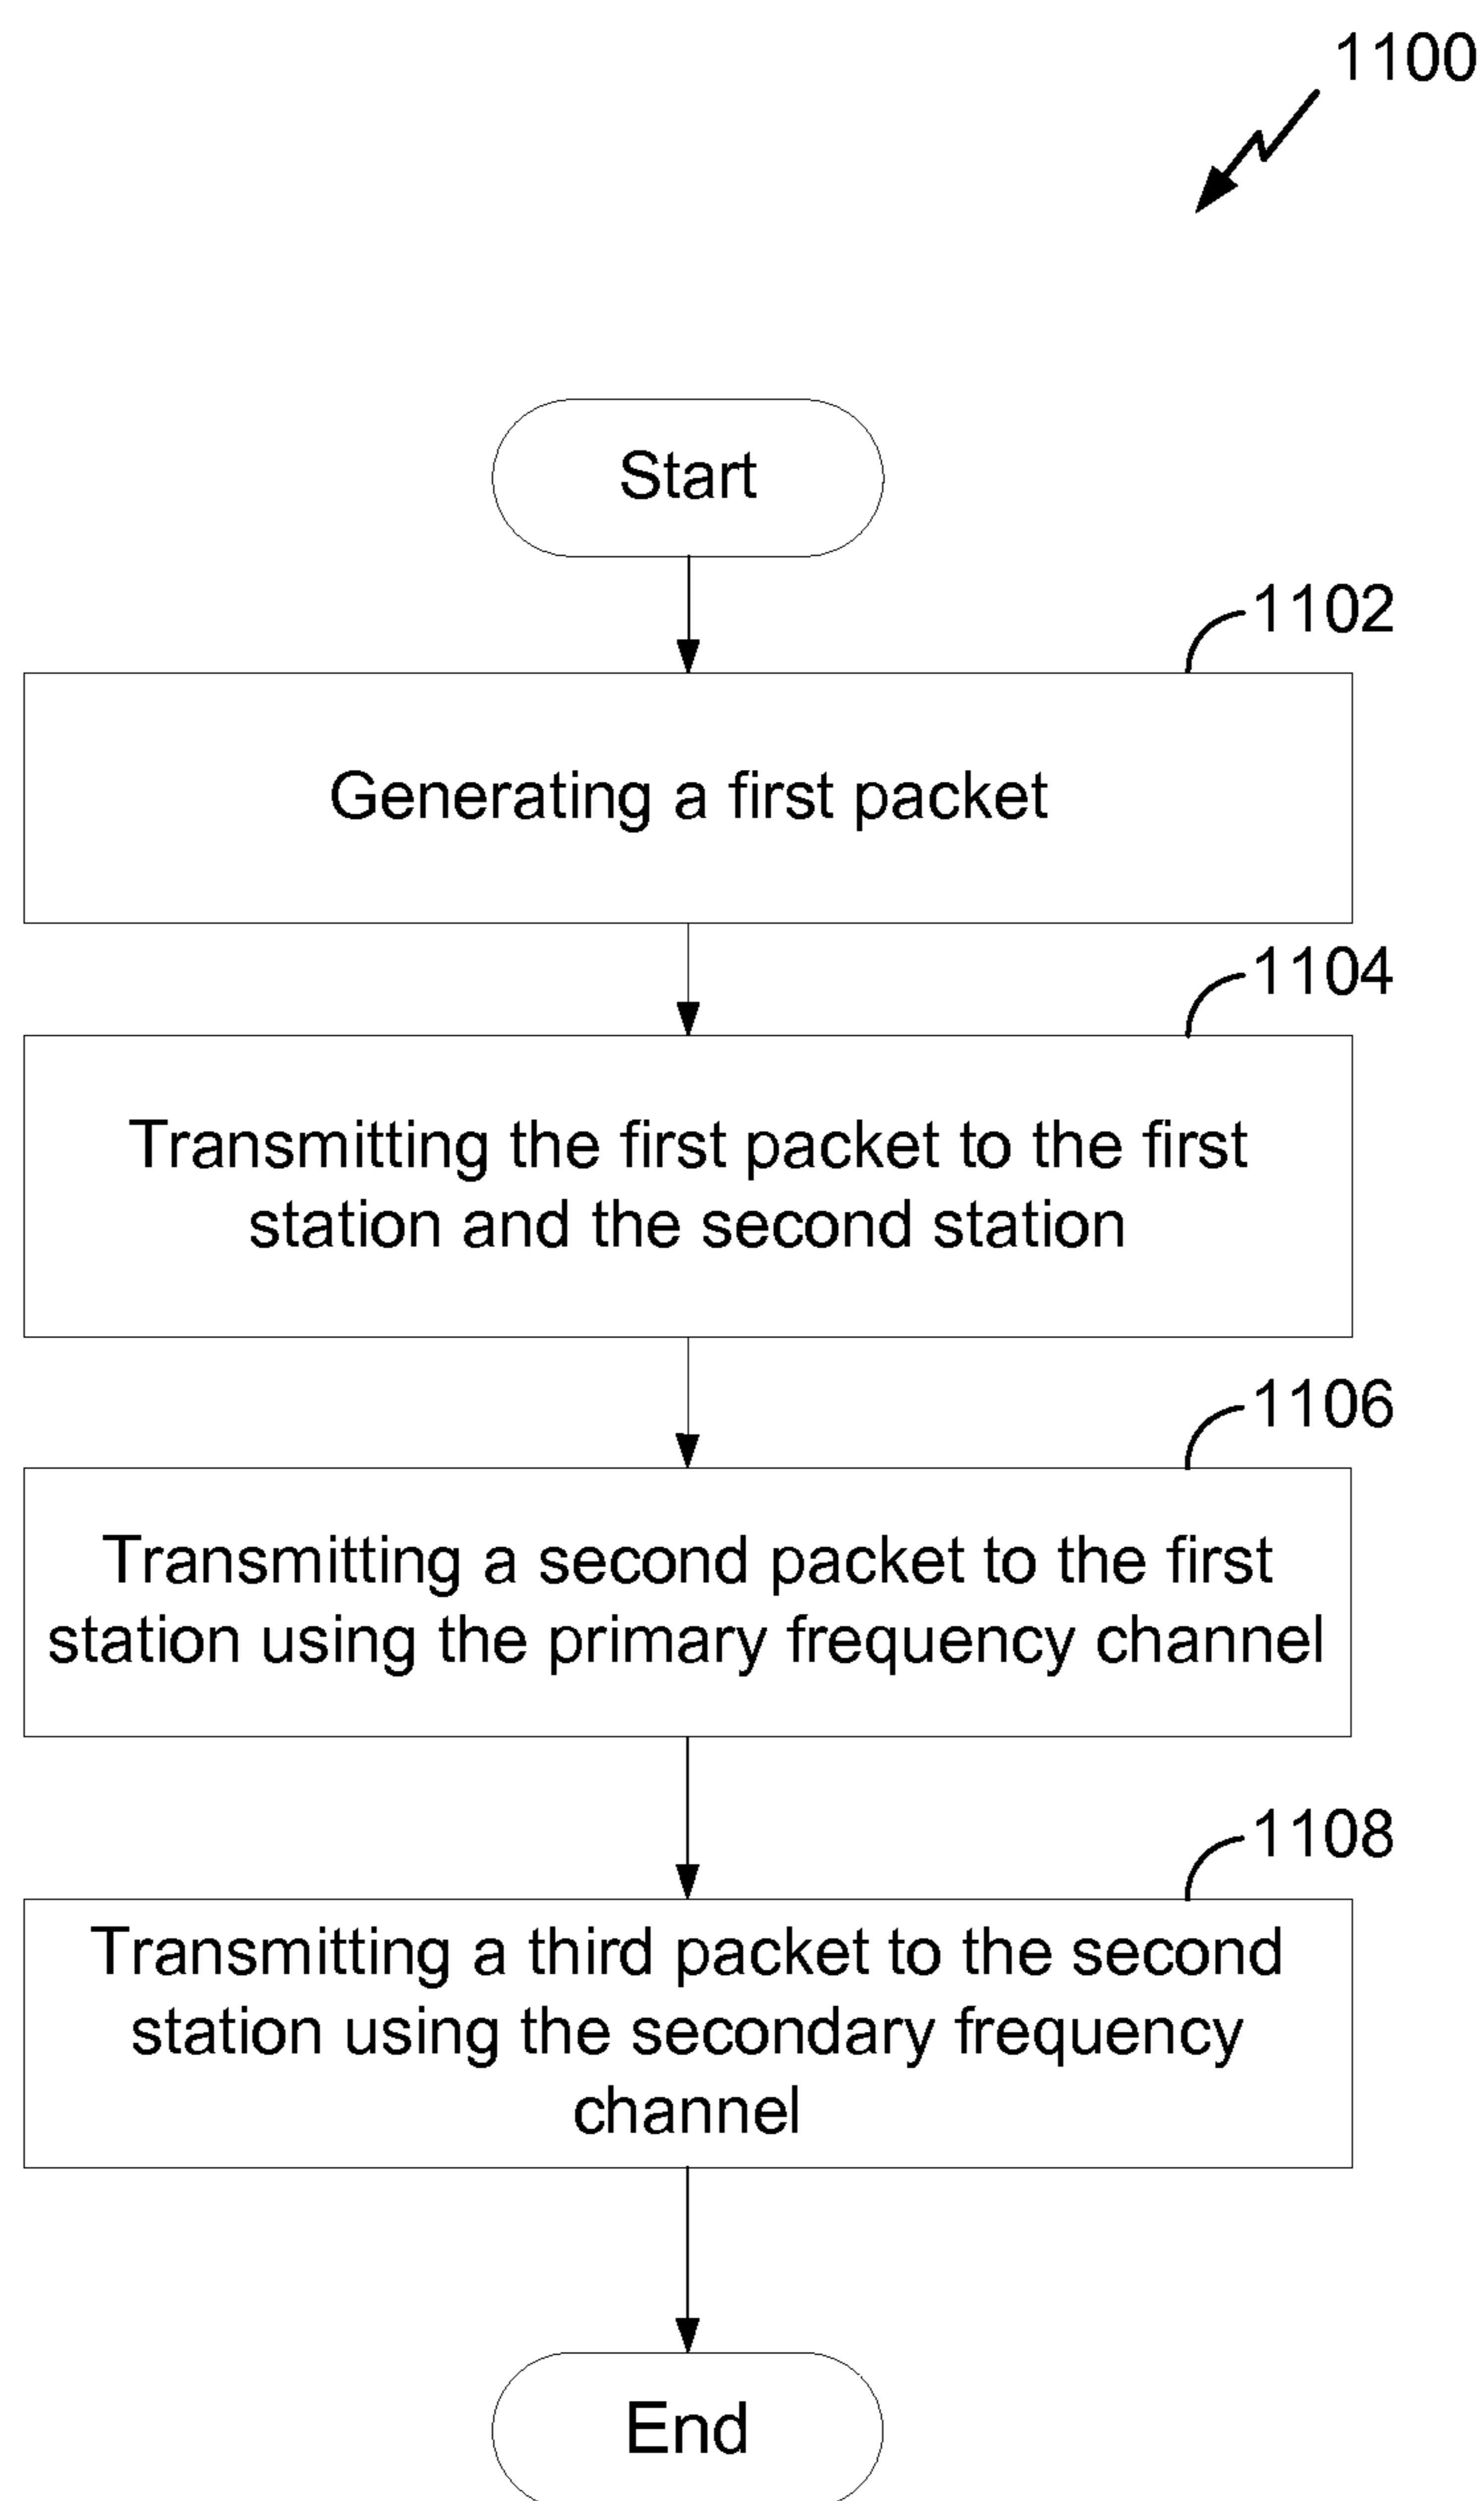 1100
Start
1102
Generating a first packet
1104
Transmitting the first packet to the first
station and the second station
1106
Transmitting a second packet to the first
station using the primary frequency channel
1108
Transmitting a third packet to the second
station using the secondary frequency
channel
End